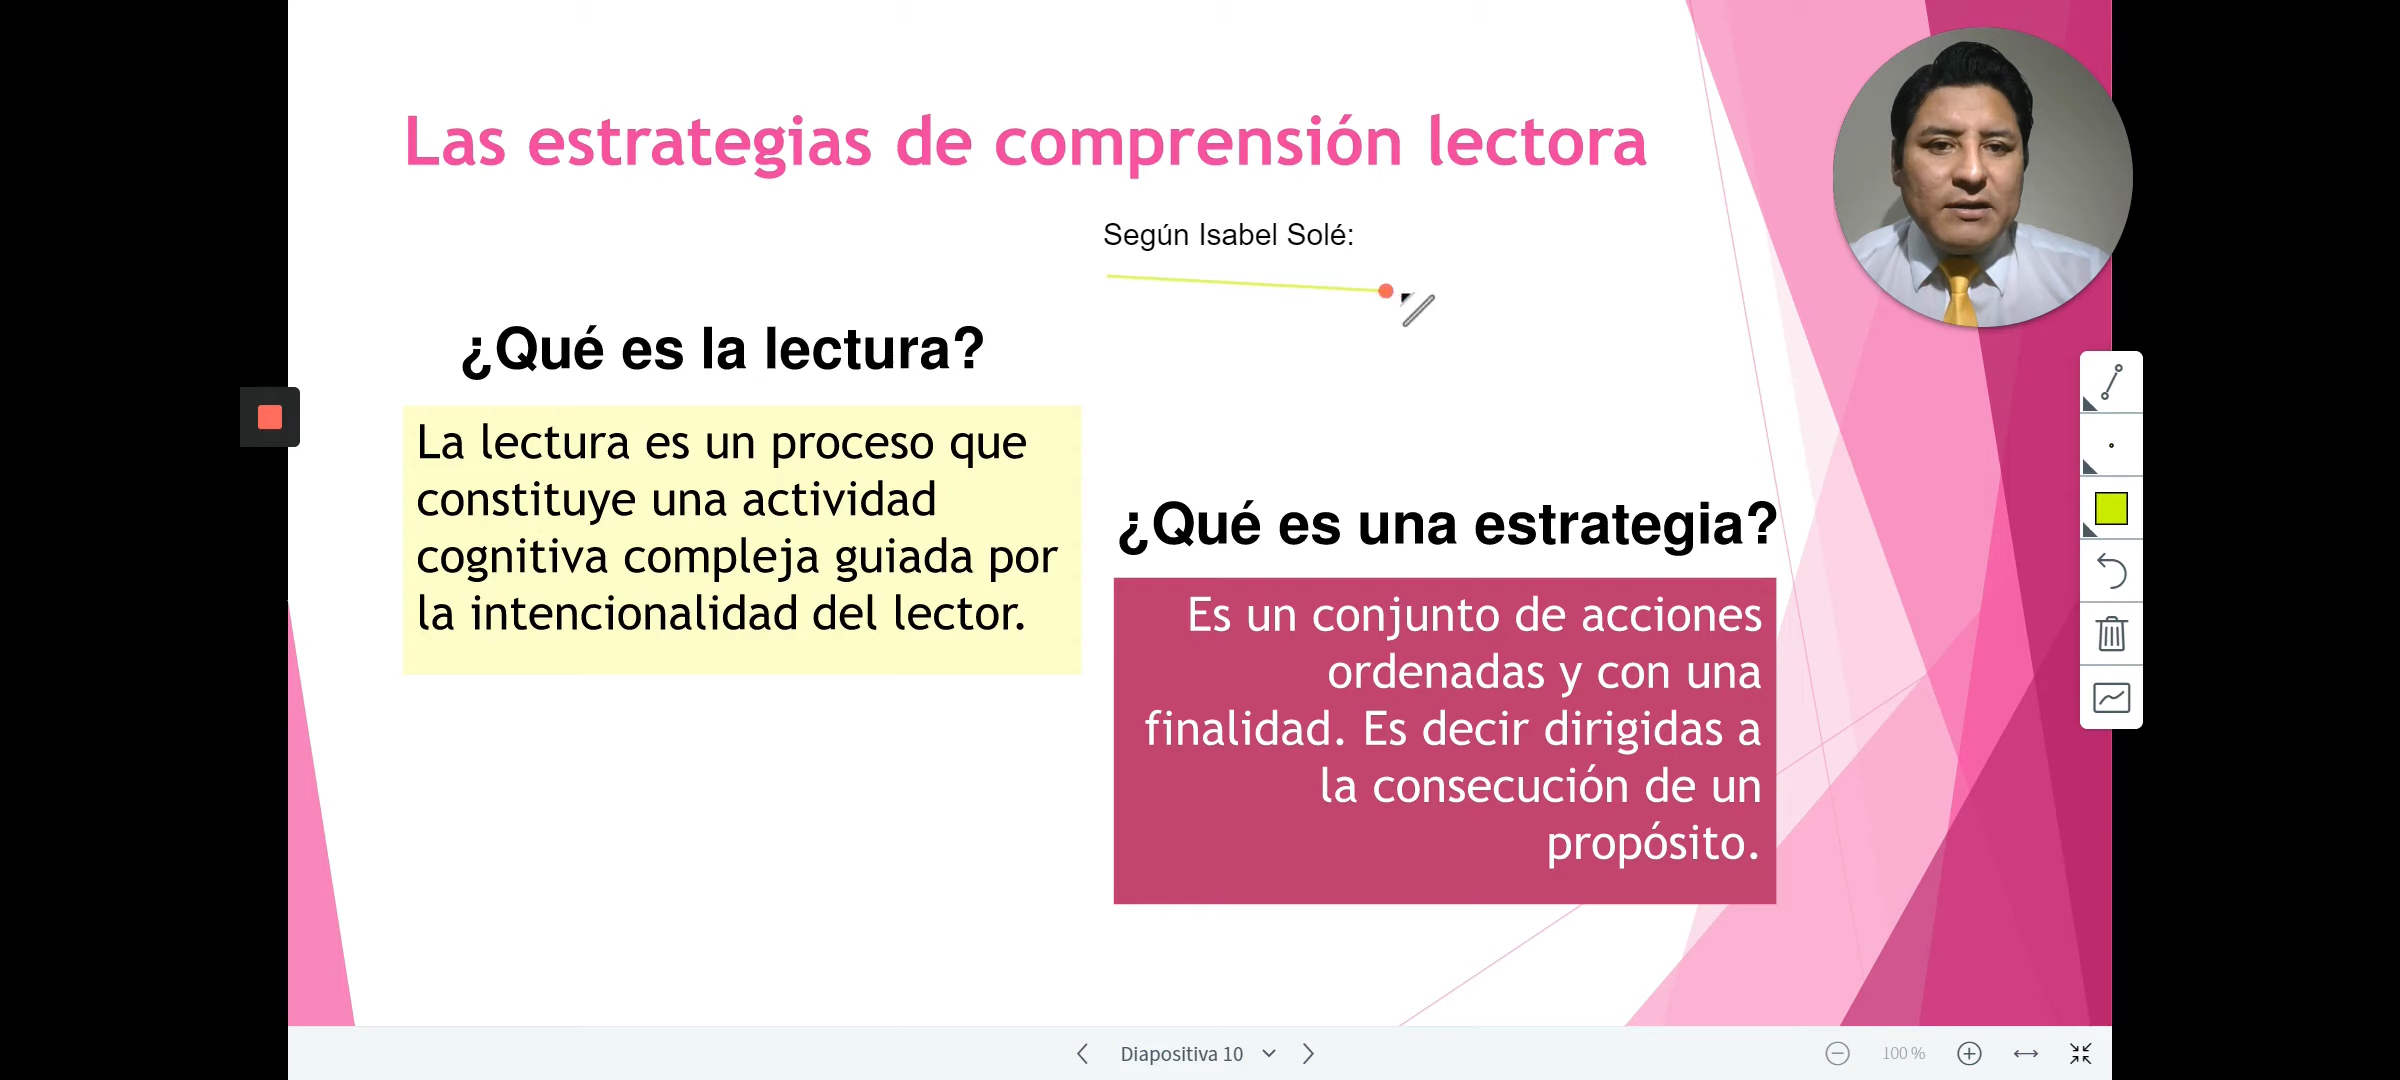 Las estrategias de comprensión lectora
Según Isabel Solé:
¿Qué es la lectura?
La lectura es un proceso que
constituye una actividad
cognitiva compleja guiada por
la intencionalidad del lector.
¿Qué es una estrategia?
Es un conjunto de acciones
ordenadas y con una
finalidad. Es decir dirigidas a
la consecución de un
propósito.
Diapositiva 10
100 %